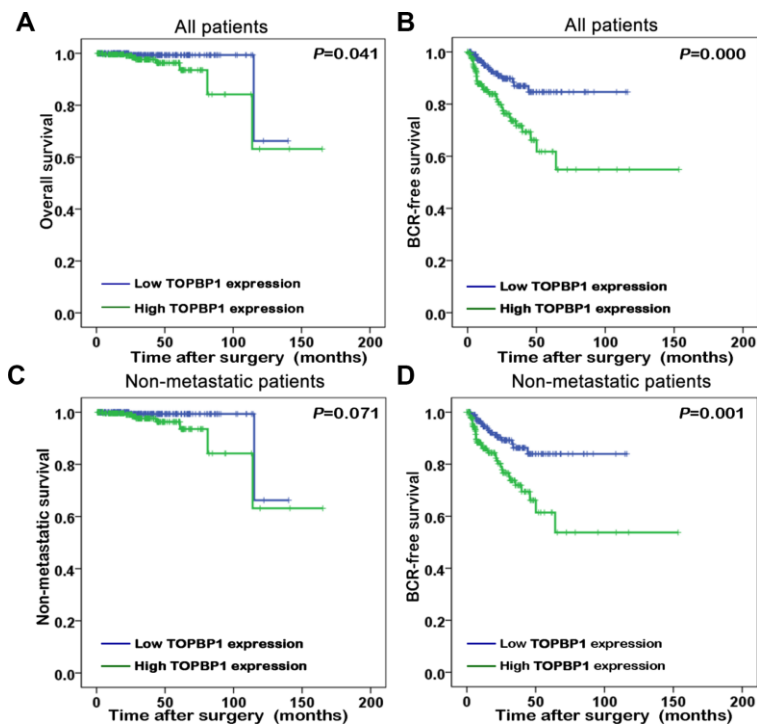 A
All patients
P=0.041
Overall survival
1.0
0.8
0.6
0.4
0.2
0.0
Low TOPBP1 expression
High TOPBP1 expression
0 50 100 150 200
Time after surgery (months)
B
All patients
P=0.000
BCR-free survival
1.0
0.8
0.6
0.4
0.2
0.0
Low TOPBP1 expression
High TOPBP1 expression
0 50 100 150 200
Time after surgery (months)
C
Non-metastatic patients
P=0.071
Non-metastatic survival
1.0
0.8
0.6
0.4
0.2
0.0
Low TOPBP1 expression
High TOPBP1 expression
0 50 100 150 200
Time after surgery (months)
D
Non-metastatic patients
P=0.001
BCR-free survival
1.0
0.8
0.6
0.4
0.2
0.0
Low TOPBP1 expression
High TOPBP1 expression
0 50 100 150 200
Time after surgery (months)